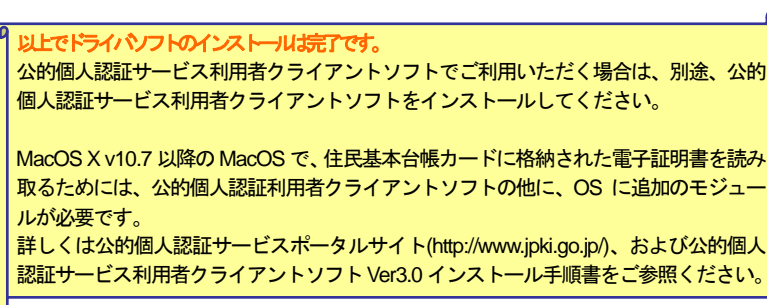 以上でドライバソフトのインストールは完了です。
公的個人認証サービス利用者クライアントソフトでご利用いただく場合は、別途、公的
個人認証サービス利用者クライアントソフトをインストールしてください。
MacOS X v10.7 以降の MacOS で、住民基本台帳カードに格納された電子証明書を読み
取るためには、公的個人認証利用者クライアントソフトの他に、OS に追加のモジュー
ルが必要です。
詳しくは公的個人認証サービスポータルサイト(http://www.jpki.go.jp/)、および公的個人
認証サービス利用者クライアントソフト Ver3.0 インストール手順書をご参照ください。